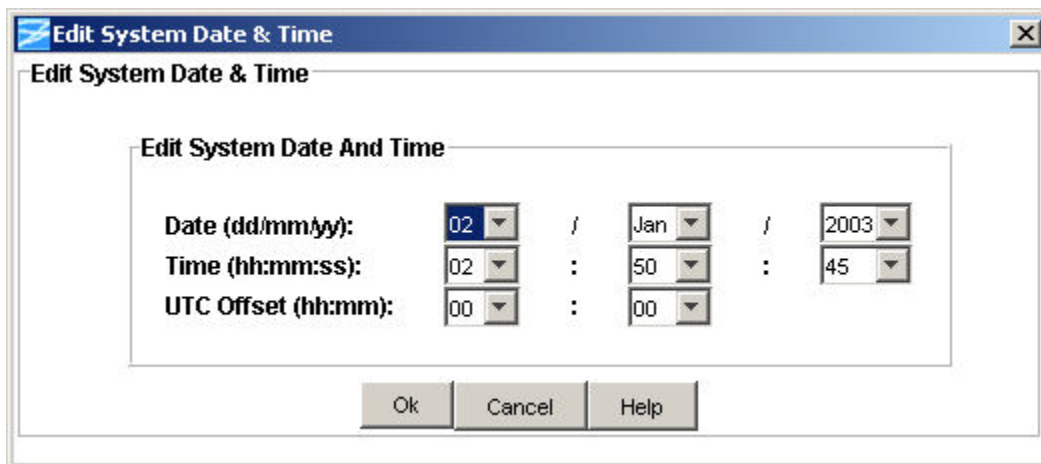 Edit System Date & Time
Edit System Date & Time
Edit System Date And Time
Date (dd/mm/yy): 02 / Jan / 2003
Time (hh:mm:ss): 02 : 50 : 45
UTC Offset (hh:mm): 00 : 00
Ok Cancel Help